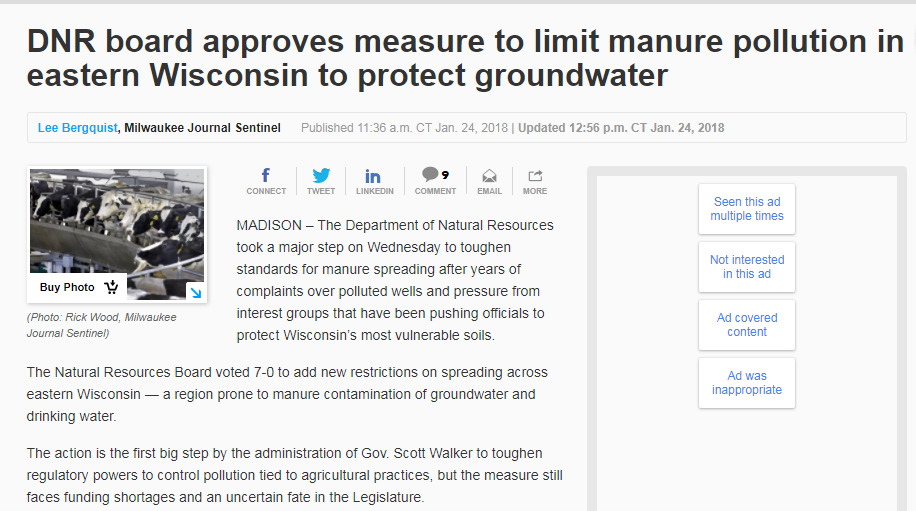 DNR board approves measure to limit manure pollution in
eastern Wisconsin to protect groundwater
Lee Bergquist, Milwaukee Journal Sentinel Published 11:36 a.m. CT Jan. 24, 2018 | Updated 12:56 p.m. CT Jan. 24, 2018
Buy Photo
(Photo: Rick Wood, Milwaukee
Journal Sentinel)
CONNECT
TWEET
LINKEDIN
9
COMMENT
EMAIL
MORE
MADISON – The Department of Natural Resources
took a major step on Wednesday to toughen
standards for manure spreading after years of
complaints over polluted wells and pressure from
interest groups that have been pushing officials to
protect Wisconsin's most vulnerable soils.
The Natural Resources Board voted 7-0 to add new restrictions on spreading across
eastern Wisconsin — a region prone to manure contamination of groundwater and
drinking water.
The action is the first big step by the administration of Gov. Scott Walker to toughen
regulatory powers to control pollution tied to agricultural practices, but the measure still
faces funding shortages and an uncertain fate in the Legislature.
Seen this ad
multiple times
Not interested
in this ad
Ad covered
content
Ad was
inappropriate